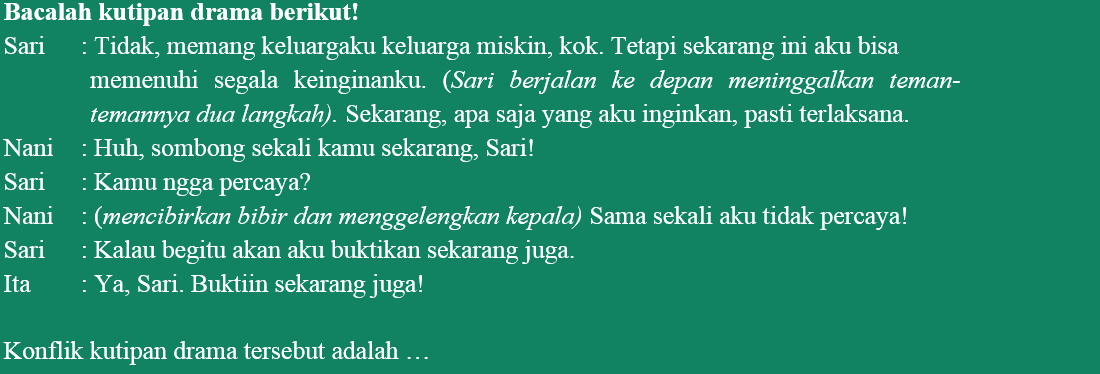 Bacalah kutipan drama berikut!
Sari : Tidak, memang keluargaku keluarga miskin, kok. Tetapi sekarang ini aku bisa
memenuhi segala keinginanku. (Sari berjalan ke depan meninggalkan teman-
temannya dua langkah). Sekarang, apa saja yang aku inginkan, pasti terlaksana.
Nani : Huh, sombong sekali kamu sekarang, Sari!
Sari : Kamu ngga percaya?
Nani : (mencibirkan bibir dan menggelengkan kepala) Sama sekali aku tidak percaya!
Sari : Kalau begitu akan aku buktikan sekarang juga.
Ita : Ya, Sari. Buktiin sekarang juga!
Konflik kutipan drama tersebut adalah …